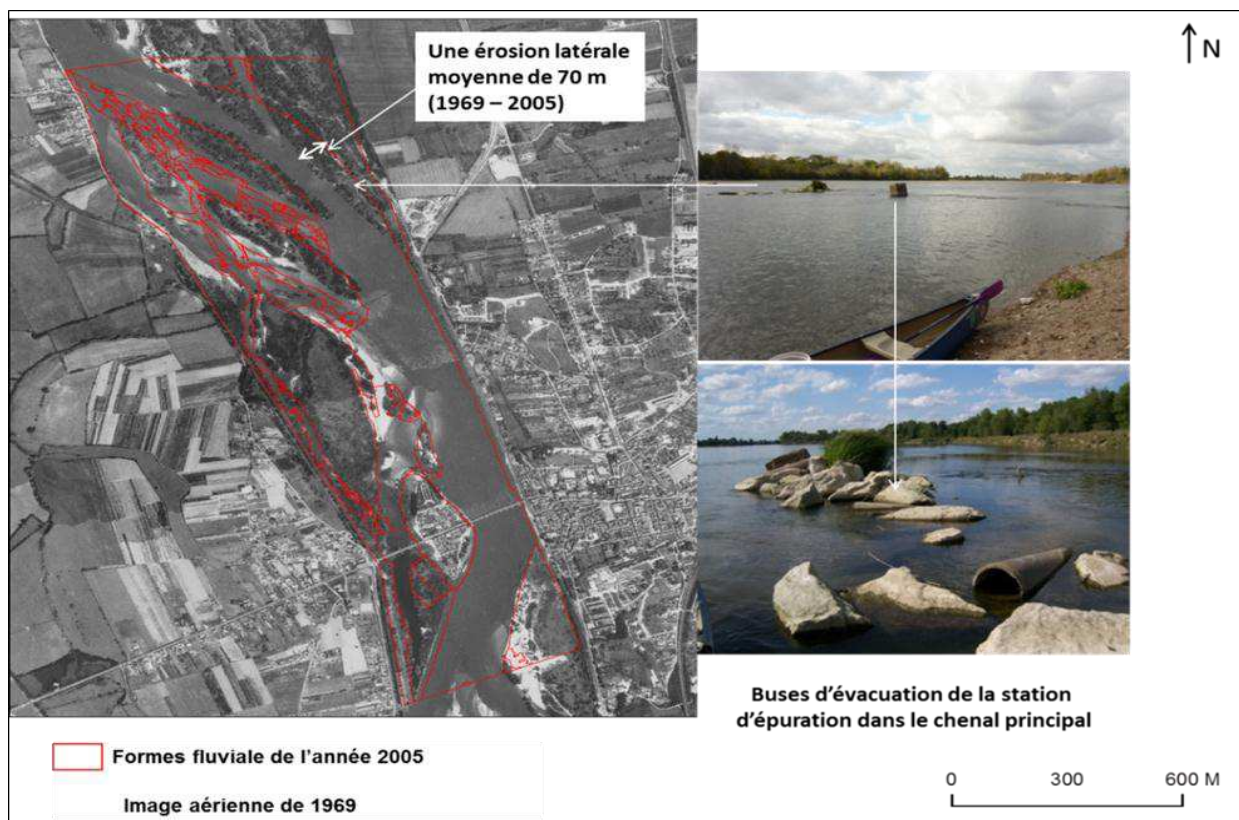 Une érosion latérale
moyenne de 70 m
(1969 – 2005)
N
Buses d'évacuation de la station
d'épuration dans le chenal principal
Formes fluviale de l'année 2005
Image aérienne de 1969
0 300 600 M